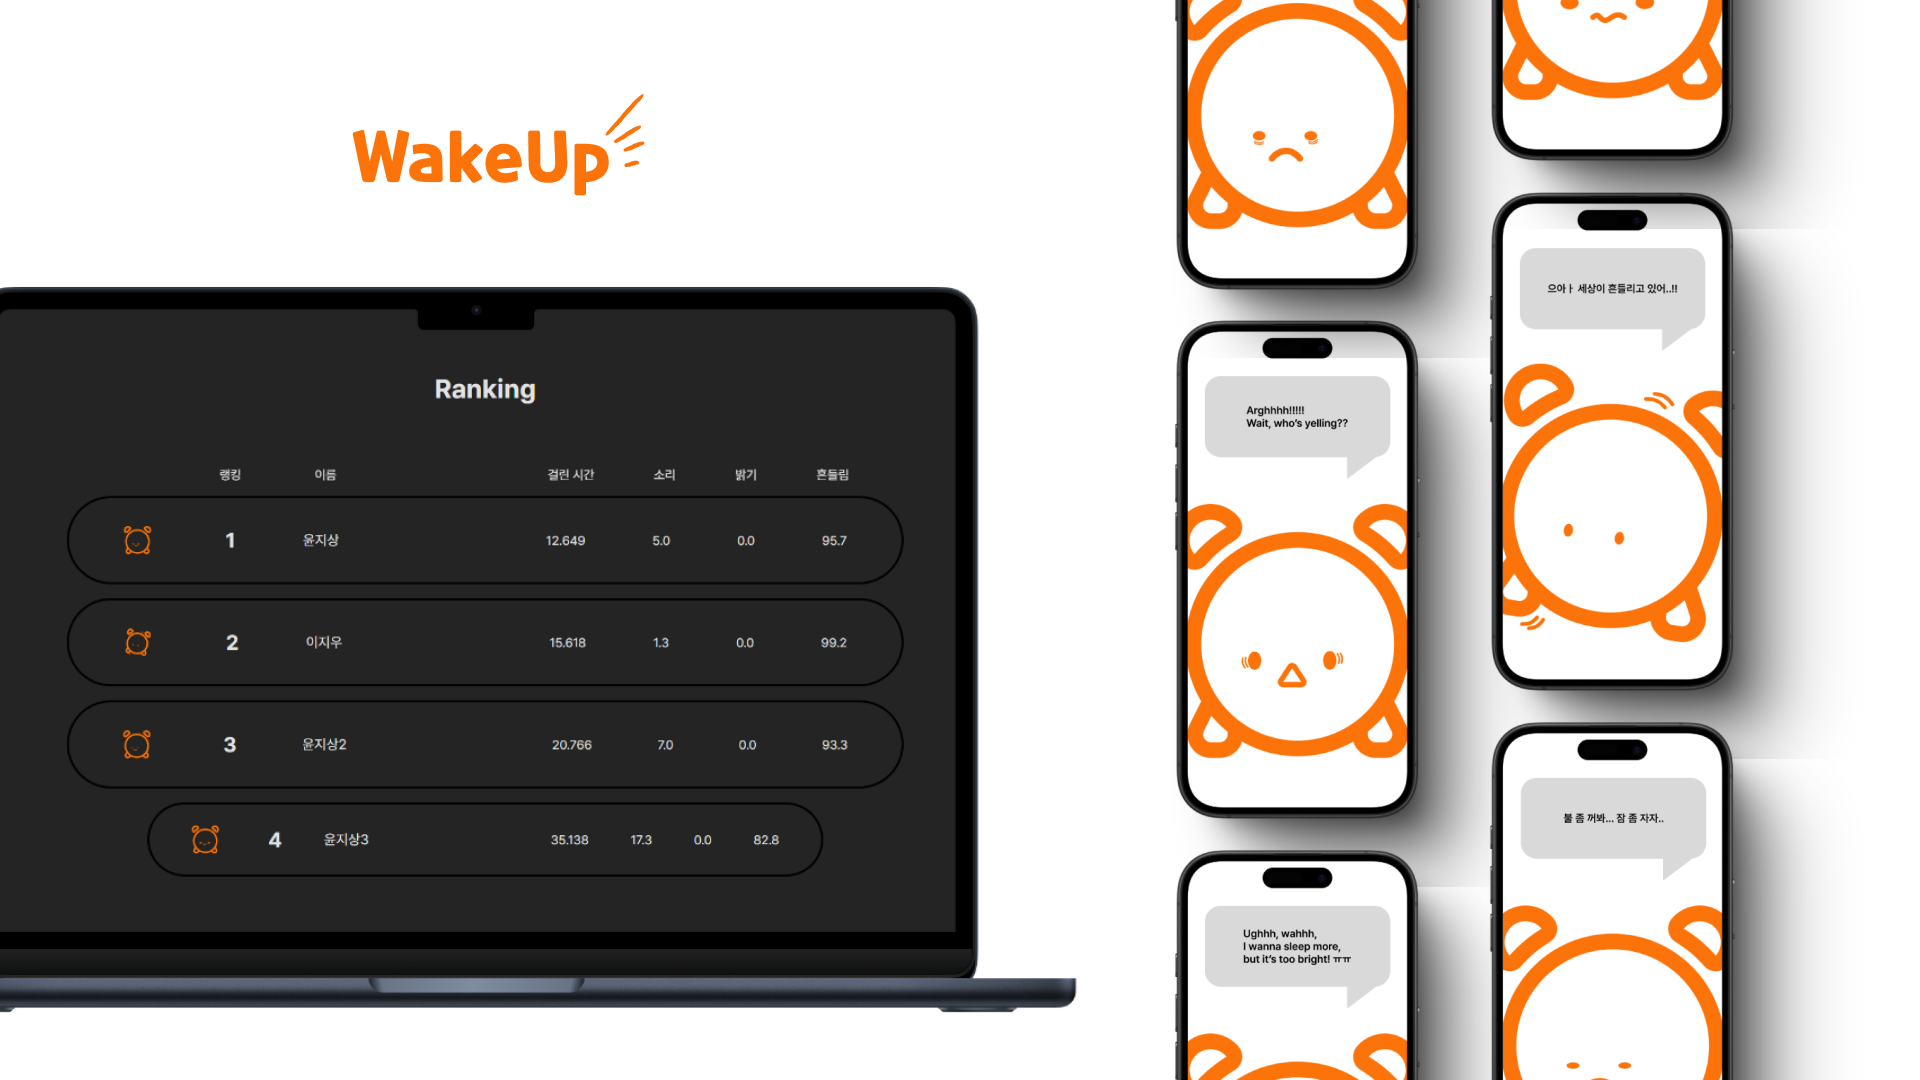 WakeUp
Ranking
랭킹 이름 걸린 시간 소리 밝기 흔들림
1 윤지상 12.649 5.0 0.0 95.7
2 이지우 15.618 1.3 0.0 99.2
3 윤지상2 20.766 7.0 0.0 93.3
4 윤지상3 35.138 17.3 0.0 82.8
Arghhhh!!!!!
Wait, who's yelling??
Ughhh, wahhh,
I wanna sleep more,
but it's too bright! ㅠㅠ
으아ㅏ 세상이 흔들리고 있어..!!
불 좀 꺼봐... 잠 좀 자자..